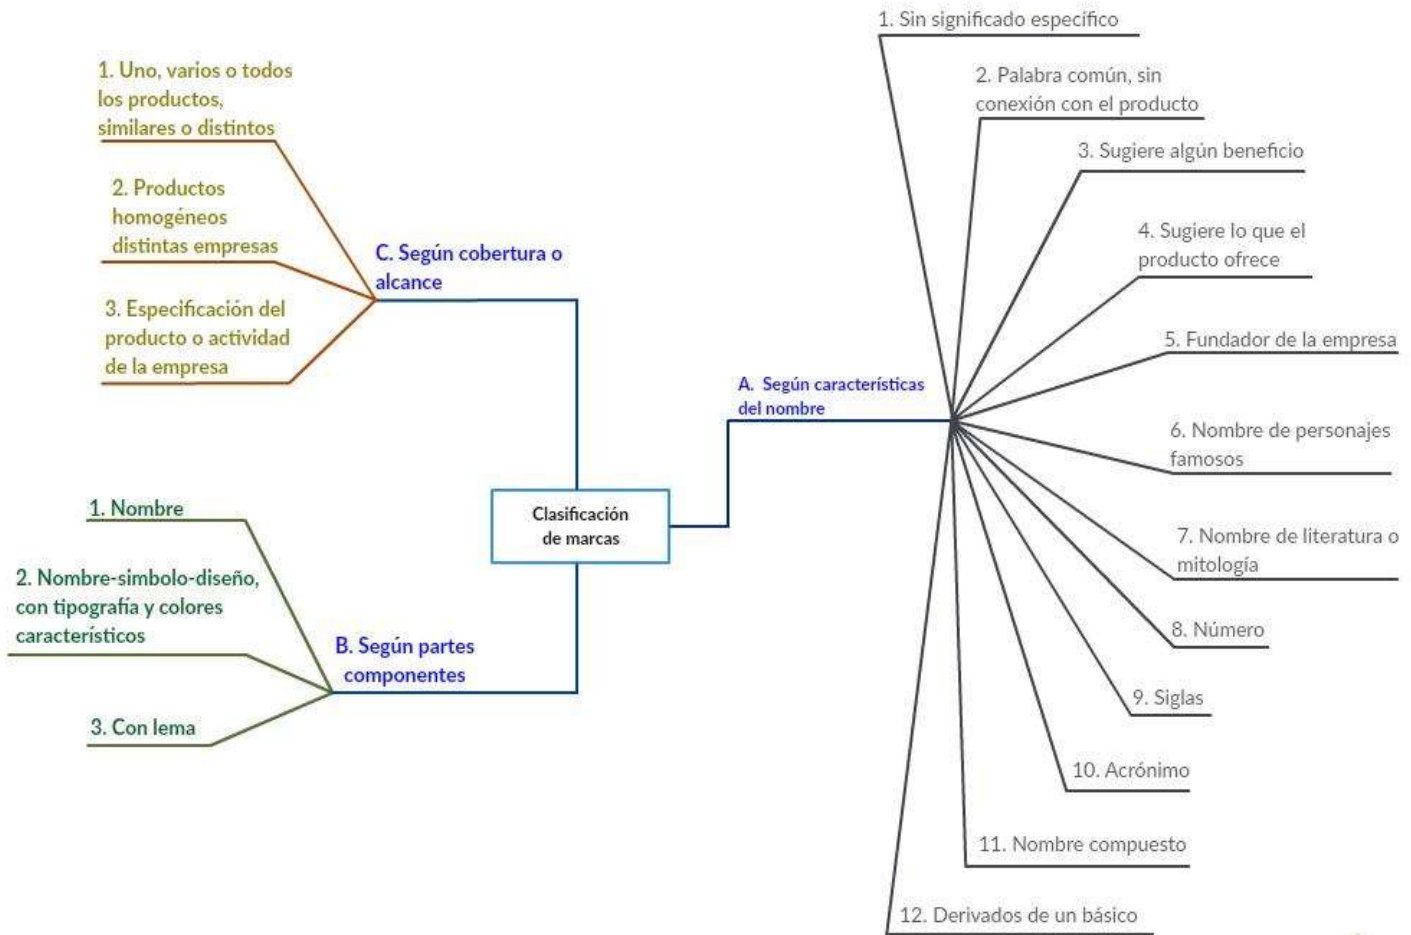 Clasificación
de marcas
A. Según características
del nombre
1. Sin significado específico
2. Palabra común, sin
conexión con el producto
3. Sugiere algún beneficio
4. Sugiere lo que el
producto ofrece
5. Fundador de la empresa
6. Nombre de personajes
famosos
7. Nombre de literatura o
mitología
8. Número
9. Siglas
10. Acrónimo
11. Nombre compuesto
12. Derivados de un básico
B. Según partes
componentes
1. Nombre
2. Nombre-simbolo-diseño,
con tipografía y colores
característicos
3. Con lema
C. Según cobertura o
alcance
1. Uno, varios o todos
los productos,
similares o distintos
2. Productos
homogéneos
distintas empresas
3. Especificación del
producto o actividad
de la empresa